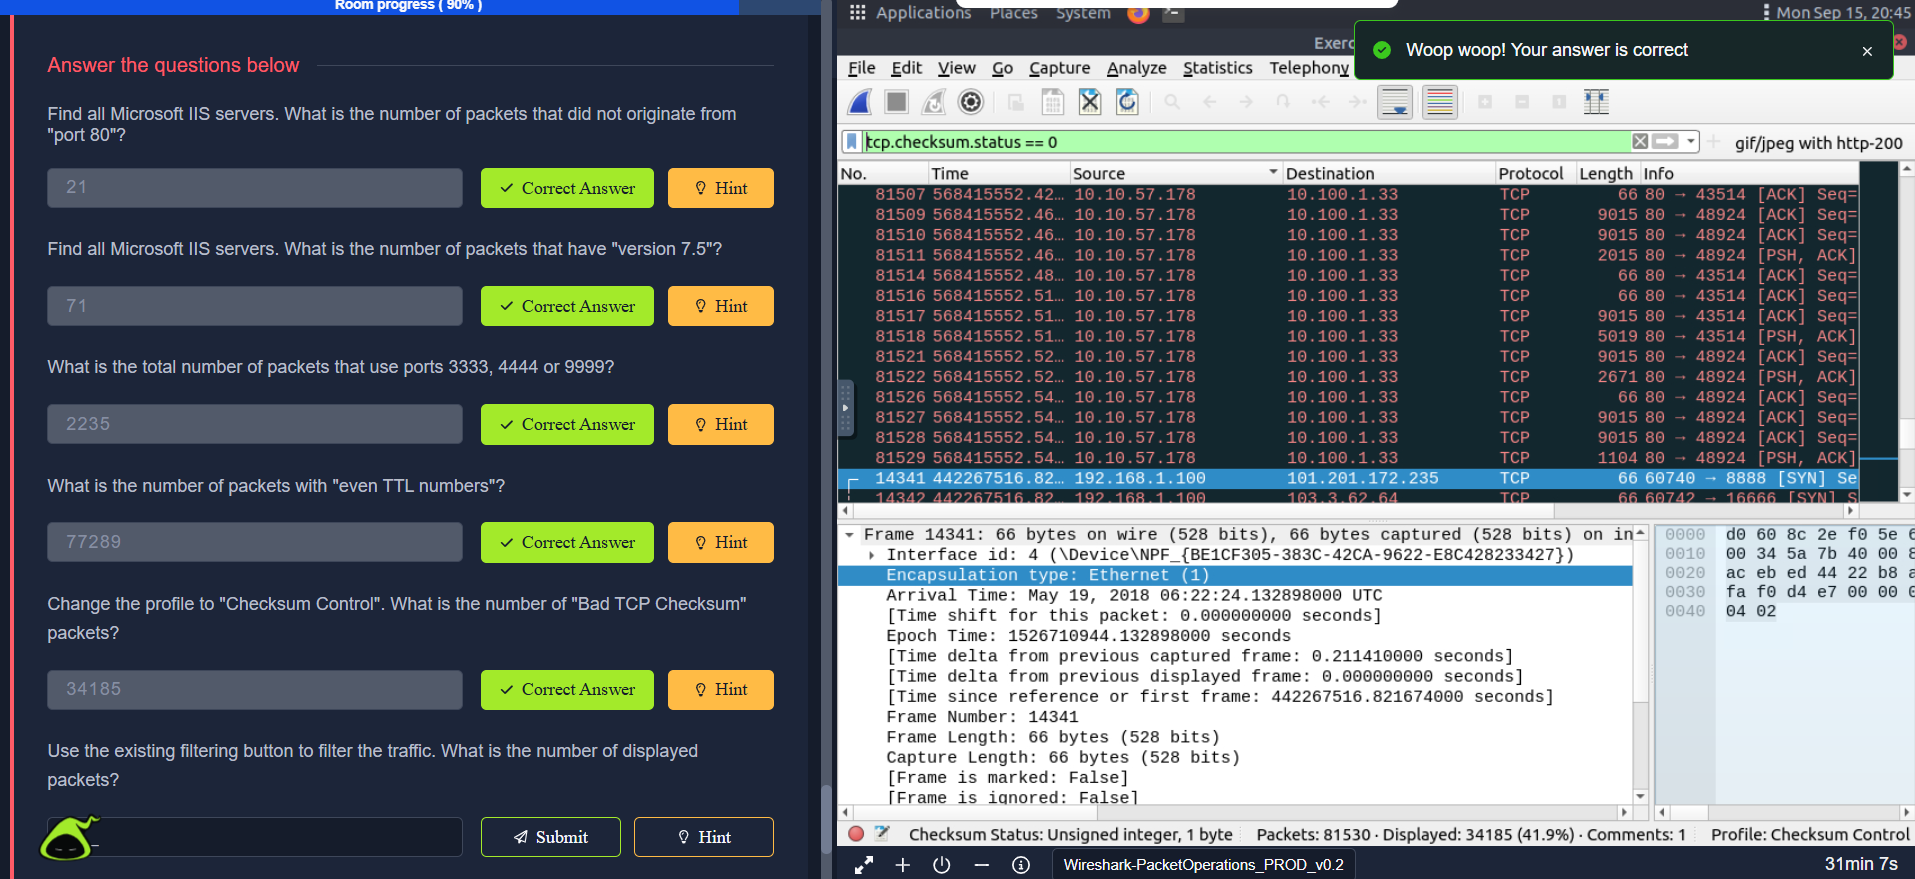 Room progress ( 90% )
Answer the questions below
Find all Microsoft IIS servers. What is the number of packets that did not originate from
"port 80"?
21
Correct Answer
Hint
Find all Microsoft IIS servers. What is the number of packets that have "version 7.5"?
71
Correct Answer
Hint
What is the total number of packets that use ports 3333, 4444 or 9999?
2235
Correct Answer
Hint
What is the number of packets with "even TTL numbers"?
77289
Correct Answer
Hint
Change the profile to "Checksum Control". What is the number of "Bad TCP Checksum"
packets?
34185
Correct Answer
Hint
Use the existing filtering button to filter the traffic. What is the number of displayed
packets?
_
Submit
Hint
Applications Places System Mon Sep 15, 20:45
Exerc
Woop woop! Your answer is correct
File Edit View Go Capture Analyze Statistics Telephony
tcp.checksum.status == 0
gif/jpeg with http-200
No. Time Source Destination Protocol Length Info
81507 568415552.42… 10.10.57.178 10.100.1.33 TCP 66 80 → 43514 [ACK] Seq=
81509 568415552.46… 10.10.57.178 10.100.1.33 TCP 9015 80 → 48924 [ACK] Seq=
81510 568415552.46… 10.10.57.178 10.100.1.33 TCP 9015 80 → 48924 [ACK] Seq=
81511 568415552.46… 10.10.57.178 10.100.1.33 TCP 2015 80 → 48924 [PSH, ACK]
81514 568415552.48… 10.10.57.178 10.100.1.33 TCP 66 80 → 43514 [ACK] Seq=
81516 568415552.51… 10.10.57.178 10.100.1.33 TCP 66 80 → 43514 [ACK] Seq=
81517 568415552.51… 10.10.57.178 10.100.1.33 TCP 9015 80 → 43514 [ACK] Seq=
81518 568415552.51… 10.10.57.178 10.100.1.33 TCP 5019 80 → 43514 [PSH, ACK]
81521 568415552.52… 10.10.57.178 10.100.1.33 TCP 9015 80 → 48924 [ACK] Seq=
81522 568415552.52… 10.10.57.178 10.100.1.33 TCP 2671 80 → 48924 [PSH, ACK]
81526 568415552.54… 10.10.57.178 10.100.1.33 TCP 66 80 → 48924 [ACK] Seq=
81527 568415552.54… 10.10.57.178 10.100.1.33 TCP 9015 80 → 48924 [ACK] Seq=
81528 568415552.54… 10.10.57.178 10.100.1.33 TCP 9015 80 → 48924 [ACK] Seq=
81529 568415552.54… 10.10.57.178 10.100.1.33 TCP 1104 80 → 48924 [PSH, ACK]
14341 442267516.82… 192.168.1.100 101.201.172.235 TCP 66 60740 → 8888 [SYN] Se
14342 442267516.82… 192.168.1.100 103.3.62.64 TCP 66 60742 → 16666 [SYN] S
Frame 14341: 66 bytes on wire (528 bits), 66 bytes captured (528 bits) on in
Interface id: 4 (\Device\NPF_{BE1CF305-383C-42CA-9622-E8C428233427})
Encapsulation type: Ethernet (1)
Arrival Time: May 19, 2018 06:22:24.132898000 UTC
[Time shift for this packet: 0.000000000 seconds]
Epoch Time: 1526710944.132898000 seconds
[Time delta from previous captured frame: 0.211410000 seconds]
[Time delta from previous displayed frame: 0.000000000 seconds]
[Time since reference or first frame: 442267516.821674000 seconds]
Frame Number: 14341
Frame Length: 66 bytes (528 bits)
Capture Length: 66 bytes (528 bits)
[Frame is marked: False]
[Frame is ignored: False]
0000 d0 60 8c 2e f0 5e 6
0010 00 34 5a 7b 40 00 8
0020 ac eb ed 44 22 b8 a
0030 fa f0 d4 e7 00 00 0
0040 04 02
Checksum Status: Unsigned integer, 1 byte Packets: 81530 · Displayed: 34185 (41.9%) · Comments: 1 Profile: Checksum Control
Wireshark-PacketOperations_PROD_v0.2
31min 7s